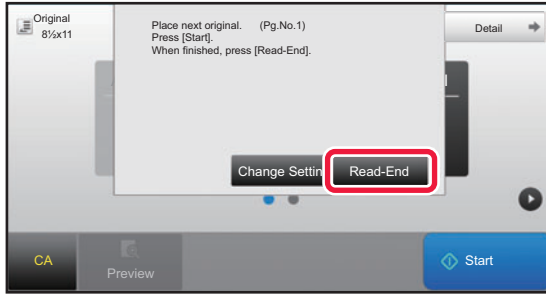 Original
8½x11
Place next original. (Pg.No.1)
Press [Start].
When finished, press [Read-End].
Detail
Change Settin
Read-End
CA
Preview
Start